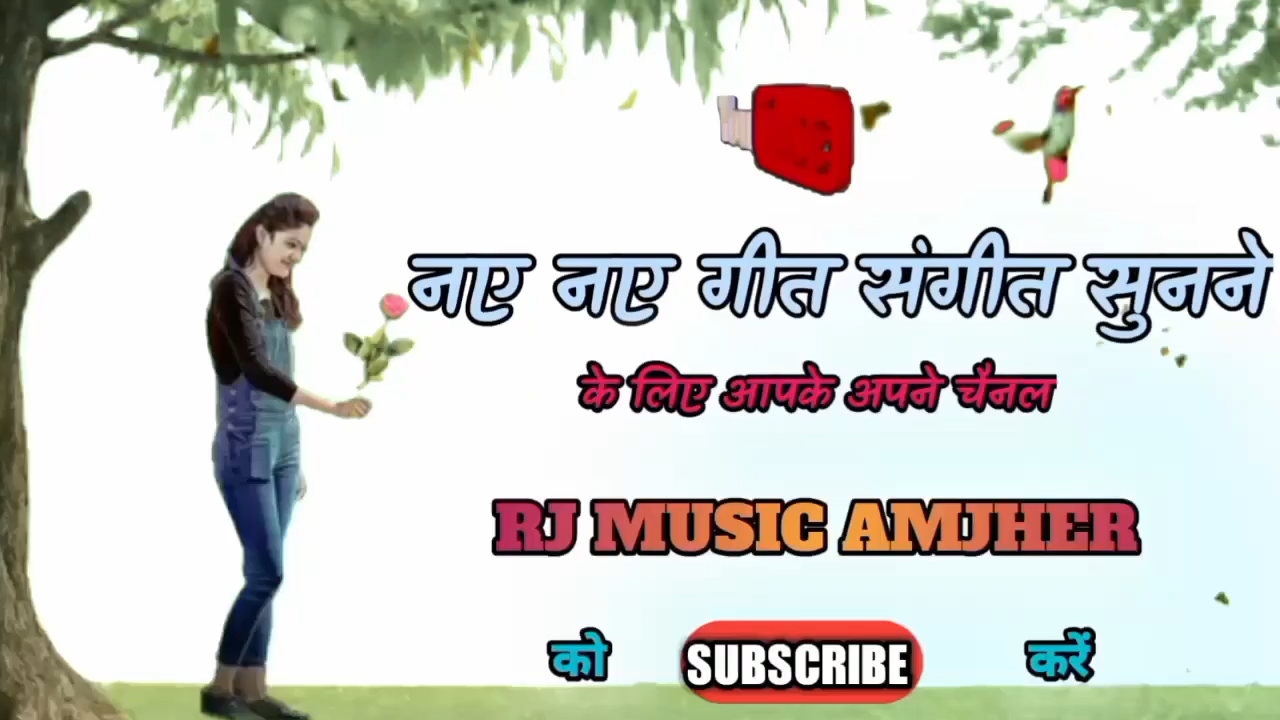 नए नए गीत संगीत सुनने
के लिए आपके अपने चैनल
RJ MUSIC AMJHER
को SUBSCRIBE करें